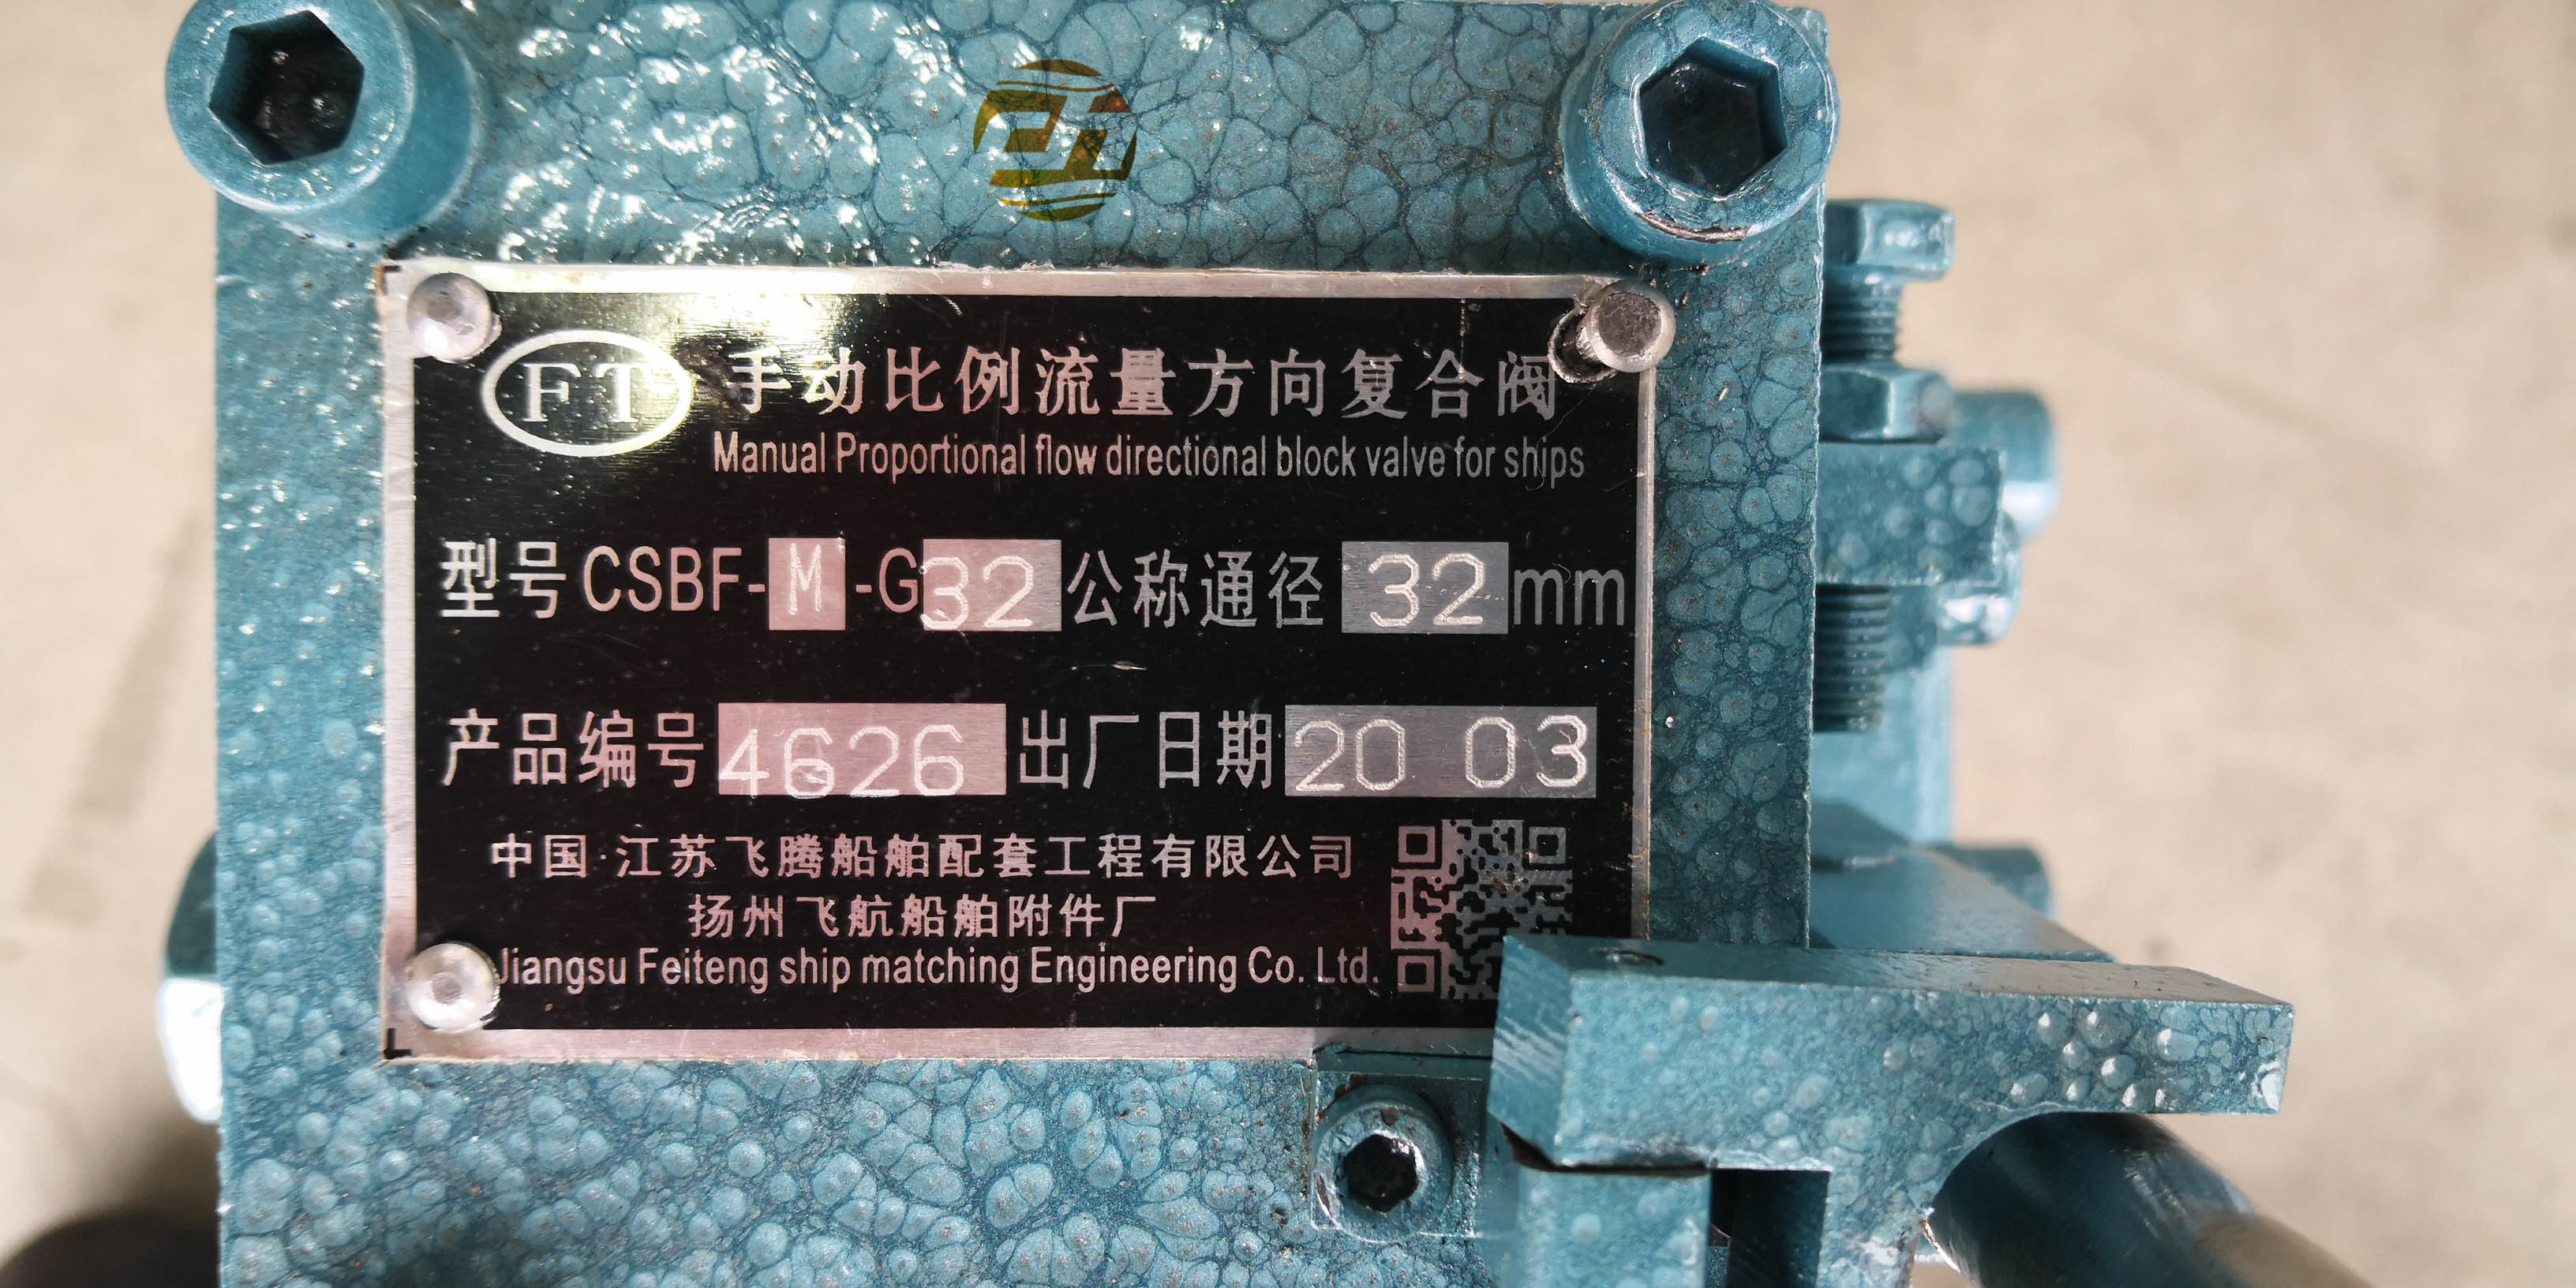 FT 手动比例流量方向复合阀
Manual Proportional flow directional block valve for ships
型号 CSBF-M-G32 公称通径 32mm
产品编号 4626 出厂日期 20 03
中国·江苏飞腾船舶配套工程有限公司
扬州飞航船舶附件厂
Jiangsu Feiteng ship matching Engineering Co. Ltd.